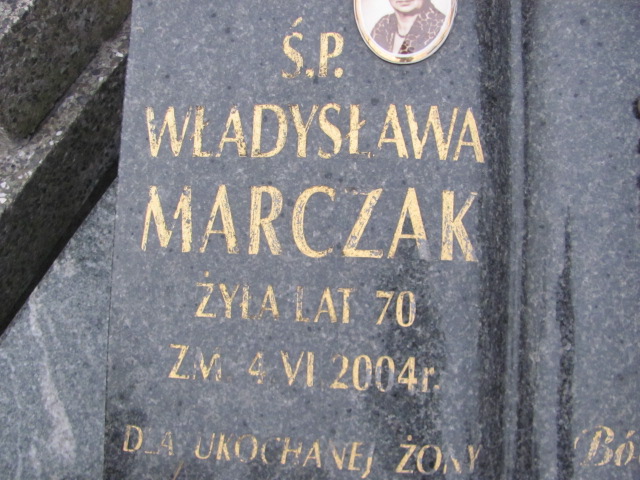 Ś.P.
WŁADYSŁAWA
MARCZAK
ŻYŁA LAT 70
ZM. 4 VI 2004r.
DLA UKOCHANEJ ŻONY